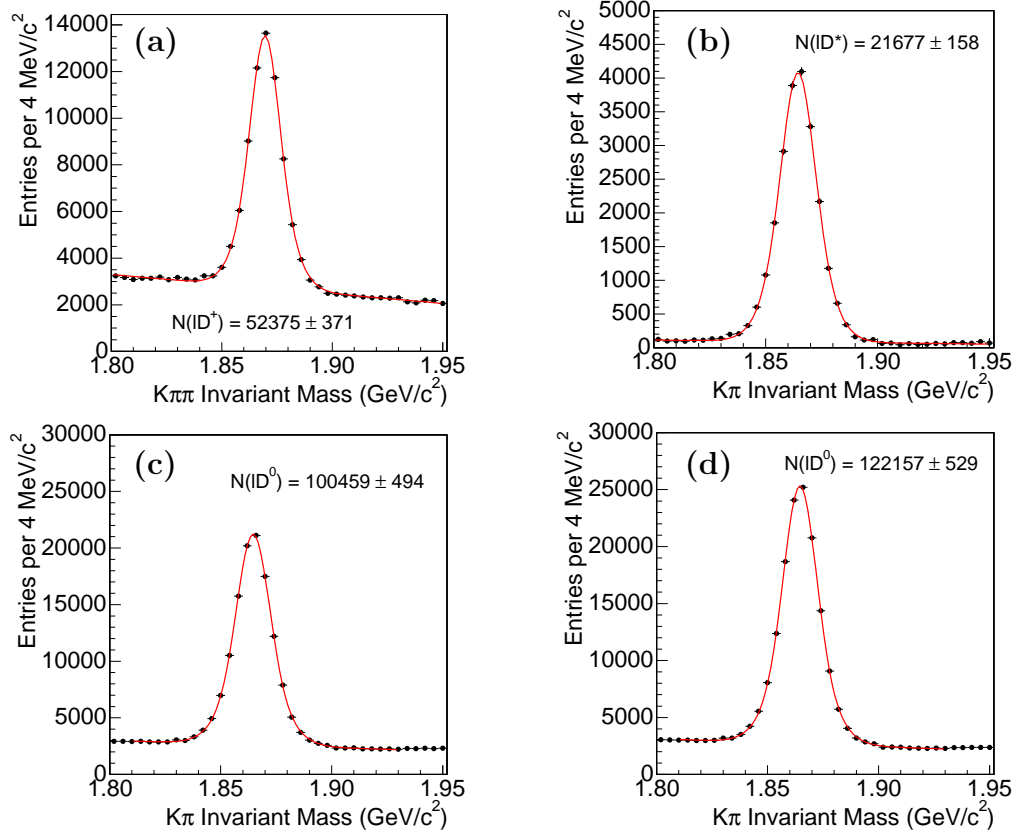 (a)
Entries per 4 MeV/c²
14000
12000
10000
8000
6000
4000
2000
0
N(ID⁺) = 52375 ± 371
1.80 1.85 1.90 1.95
Kππ Invariant Mass (GeV/c²)
(b)
N(ID*) = 21677 ± 158
Entries per 4 MeV/c²
5000
4500
4000
3500
3000
2500
2000
1500
1000
500
0
1.80 1.85 1.90 1.95
Kπ Invariant Mass (GeV/c²)
(c)
N(ID⁰) = 100459 ± 494
Entries per 4 MeV/c²
30000
25000
20000
15000
10000
5000
0
1.80 1.85 1.90 1.95
Kπ Invariant Mass (GeV/c²)
(d)
N(ID⁰) = 122157 ± 529
Entries per 4 MeV/c²
30000
25000
20000
15000
10000
5000
0
1.80 1.85 1.90 1.95
Kπ Invariant Mass (GeV/c²)